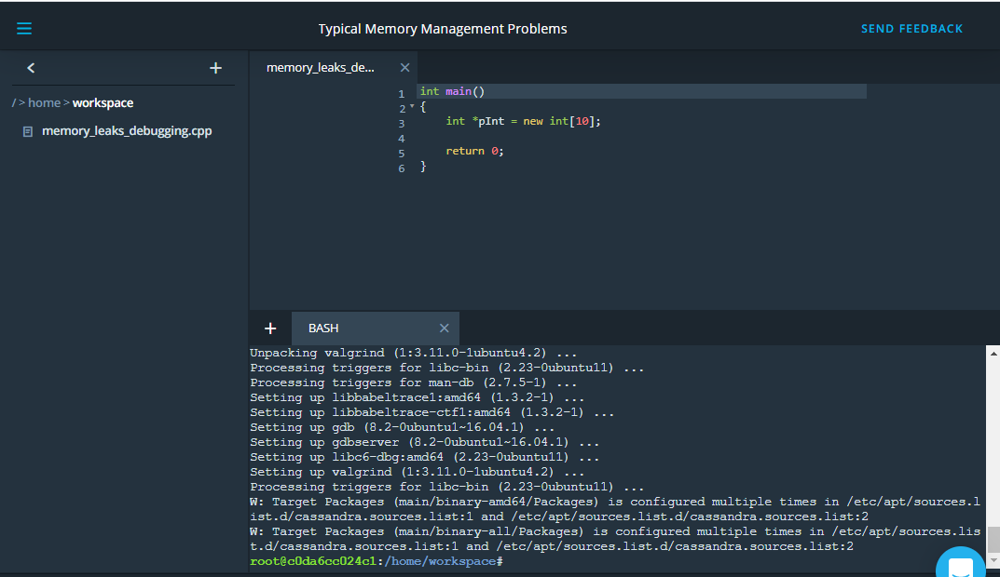 Typical Memory Management Problems
SEND FEEDBACK
/ > home > workspace
memory_leaks_debugging.cpp
memory_leaks_de...
1 int main()
2 {
3     int *pInt = new int[10];
4
5     return 0;
6 }
BASH
Unpacking valgrind (1:3.11.0-1ubuntu4.2) ...
Processing triggers for libc-bin (2.23-0ubuntu11) ...
Processing triggers for man-db (2.7.5-1) ...
Setting up libbabeltrace1:amd64 (1.3.2-1) ...
Setting up libbabeltrace-ctf1:amd64 (1.3.2-1) ...
Setting up gdb (8.2-0ubuntu1~16.04.1) ...
Setting up gdbserver (8.2-0ubuntu1~16.04.1) ...
Setting up libc6-dbg:amd64 (2.23-0ubuntu11) ...
Setting up valgrind (1:3.11.0-1ubuntu4.2) ...
Processing triggers for libc-bin (2.23-0ubuntu11) ...
W: Target Packages (main/binary-amd64/Packages) is configured multiple times in /etc/apt/sources.l
ist.d/cassandra.sources.list:1 and /etc/apt/sources.list.d/cassandra.sources.list:2
W: Target Packages (main/binary-all/Packages) is configured multiple times in /etc/apt/sources.lis
t.d/cassandra.sources.list:1 and /etc/apt/sources.list.d/cassandra.sources.list:2
root@c0da6cc024c1:/home/workspace#